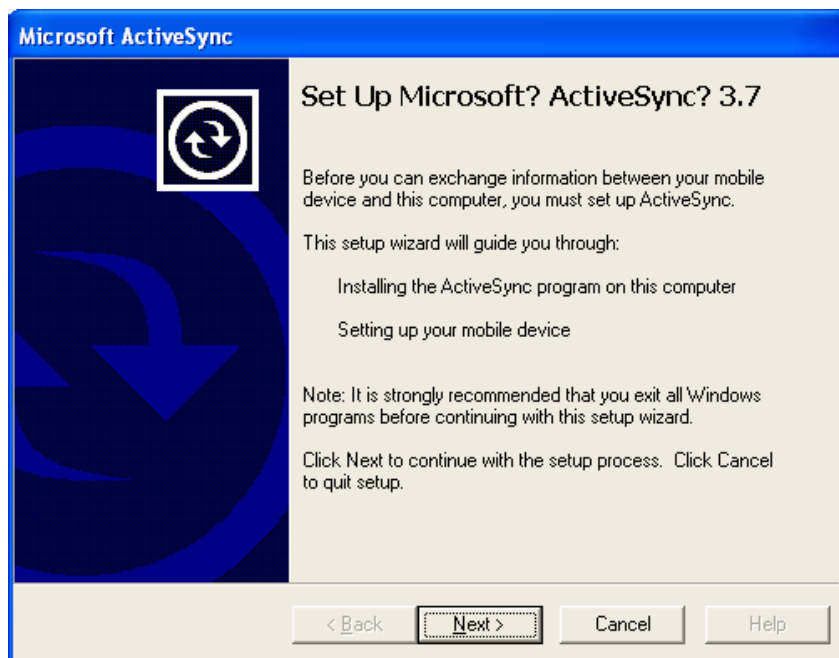 Microsoft ActiveSync
Set Up Microsoft? ActiveSync? 3.7
Before you can exchange information between your mobile
device and this computer, you must set up ActiveSync.
This setup wizard will guide you through:
Installing the ActiveSync program on this computer
Setting up your mobile device
Note: It is strongly recommended that you exit all Windows
programs before continuing with this setup wizard.
Click Next to continue with the setup process.  Click Cancel
to quit setup.
< Back Next > Cancel Help